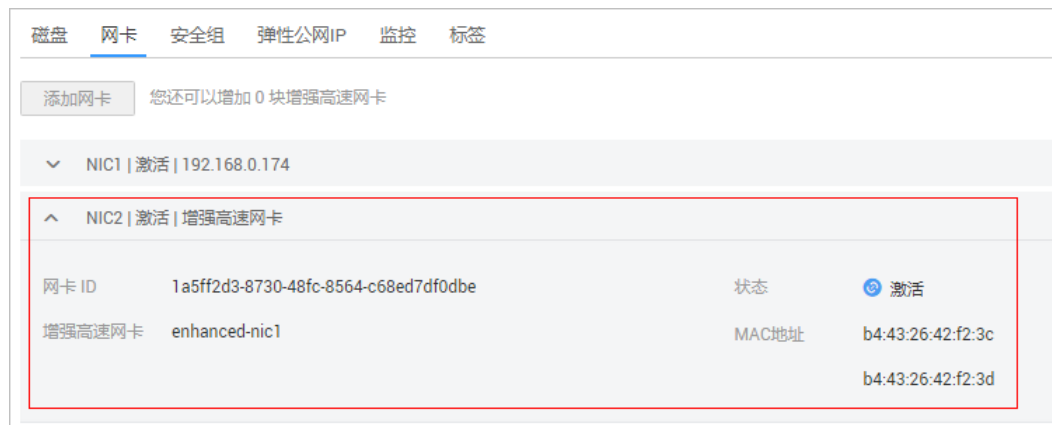 磁盘 网卡 安全组 弹性公网IP 监控 标签
添加网卡 您还可以增加 0 块增强高速网卡
NIC1 | 激活 | 192.168.0.174
NIC2 | 激活 | 增强高速网卡
网卡 ID 1a5ff2d3-8730-48fc-8564-c68ed7df0dbe 状态 激活
增强高速网卡 enhanced-nic1 MAC地址 b4:43:26:42:f2:3c
b4:43:26:42:f2:3d